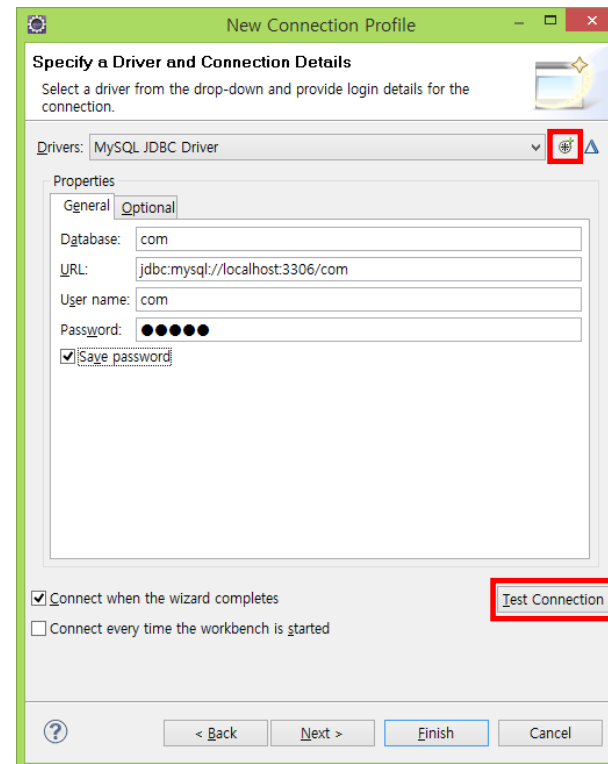 New Connection Profile
Specify a Driver and Connection Details
Select a driver from the drop-down and provide login details for the
connection.
Drivers: MySQL JDBC Driver
Properties
General Optional
Database: com
URL: jdbc:mysql://localhost:3306/com
User name: com
Password: ●●●●●
Save password
Connect when the wizard completes
Test Connection
Connect every time the workbench is started
< Back Next > Finish Cancel